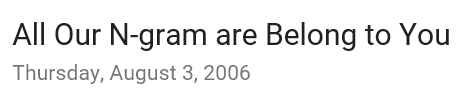 All Our N-gram are Belong to You
Thursday, August 3, 2006